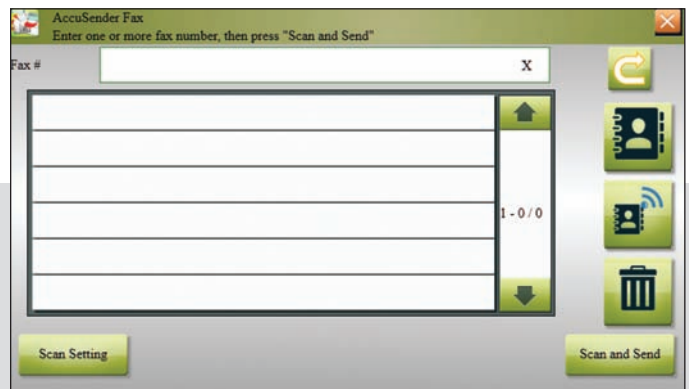 AccuSender Fax
Enter one or more fax number, then press "Scan and Send"
Fax #
X
1 - 0 / 0
Scan Setting
Scan and Send